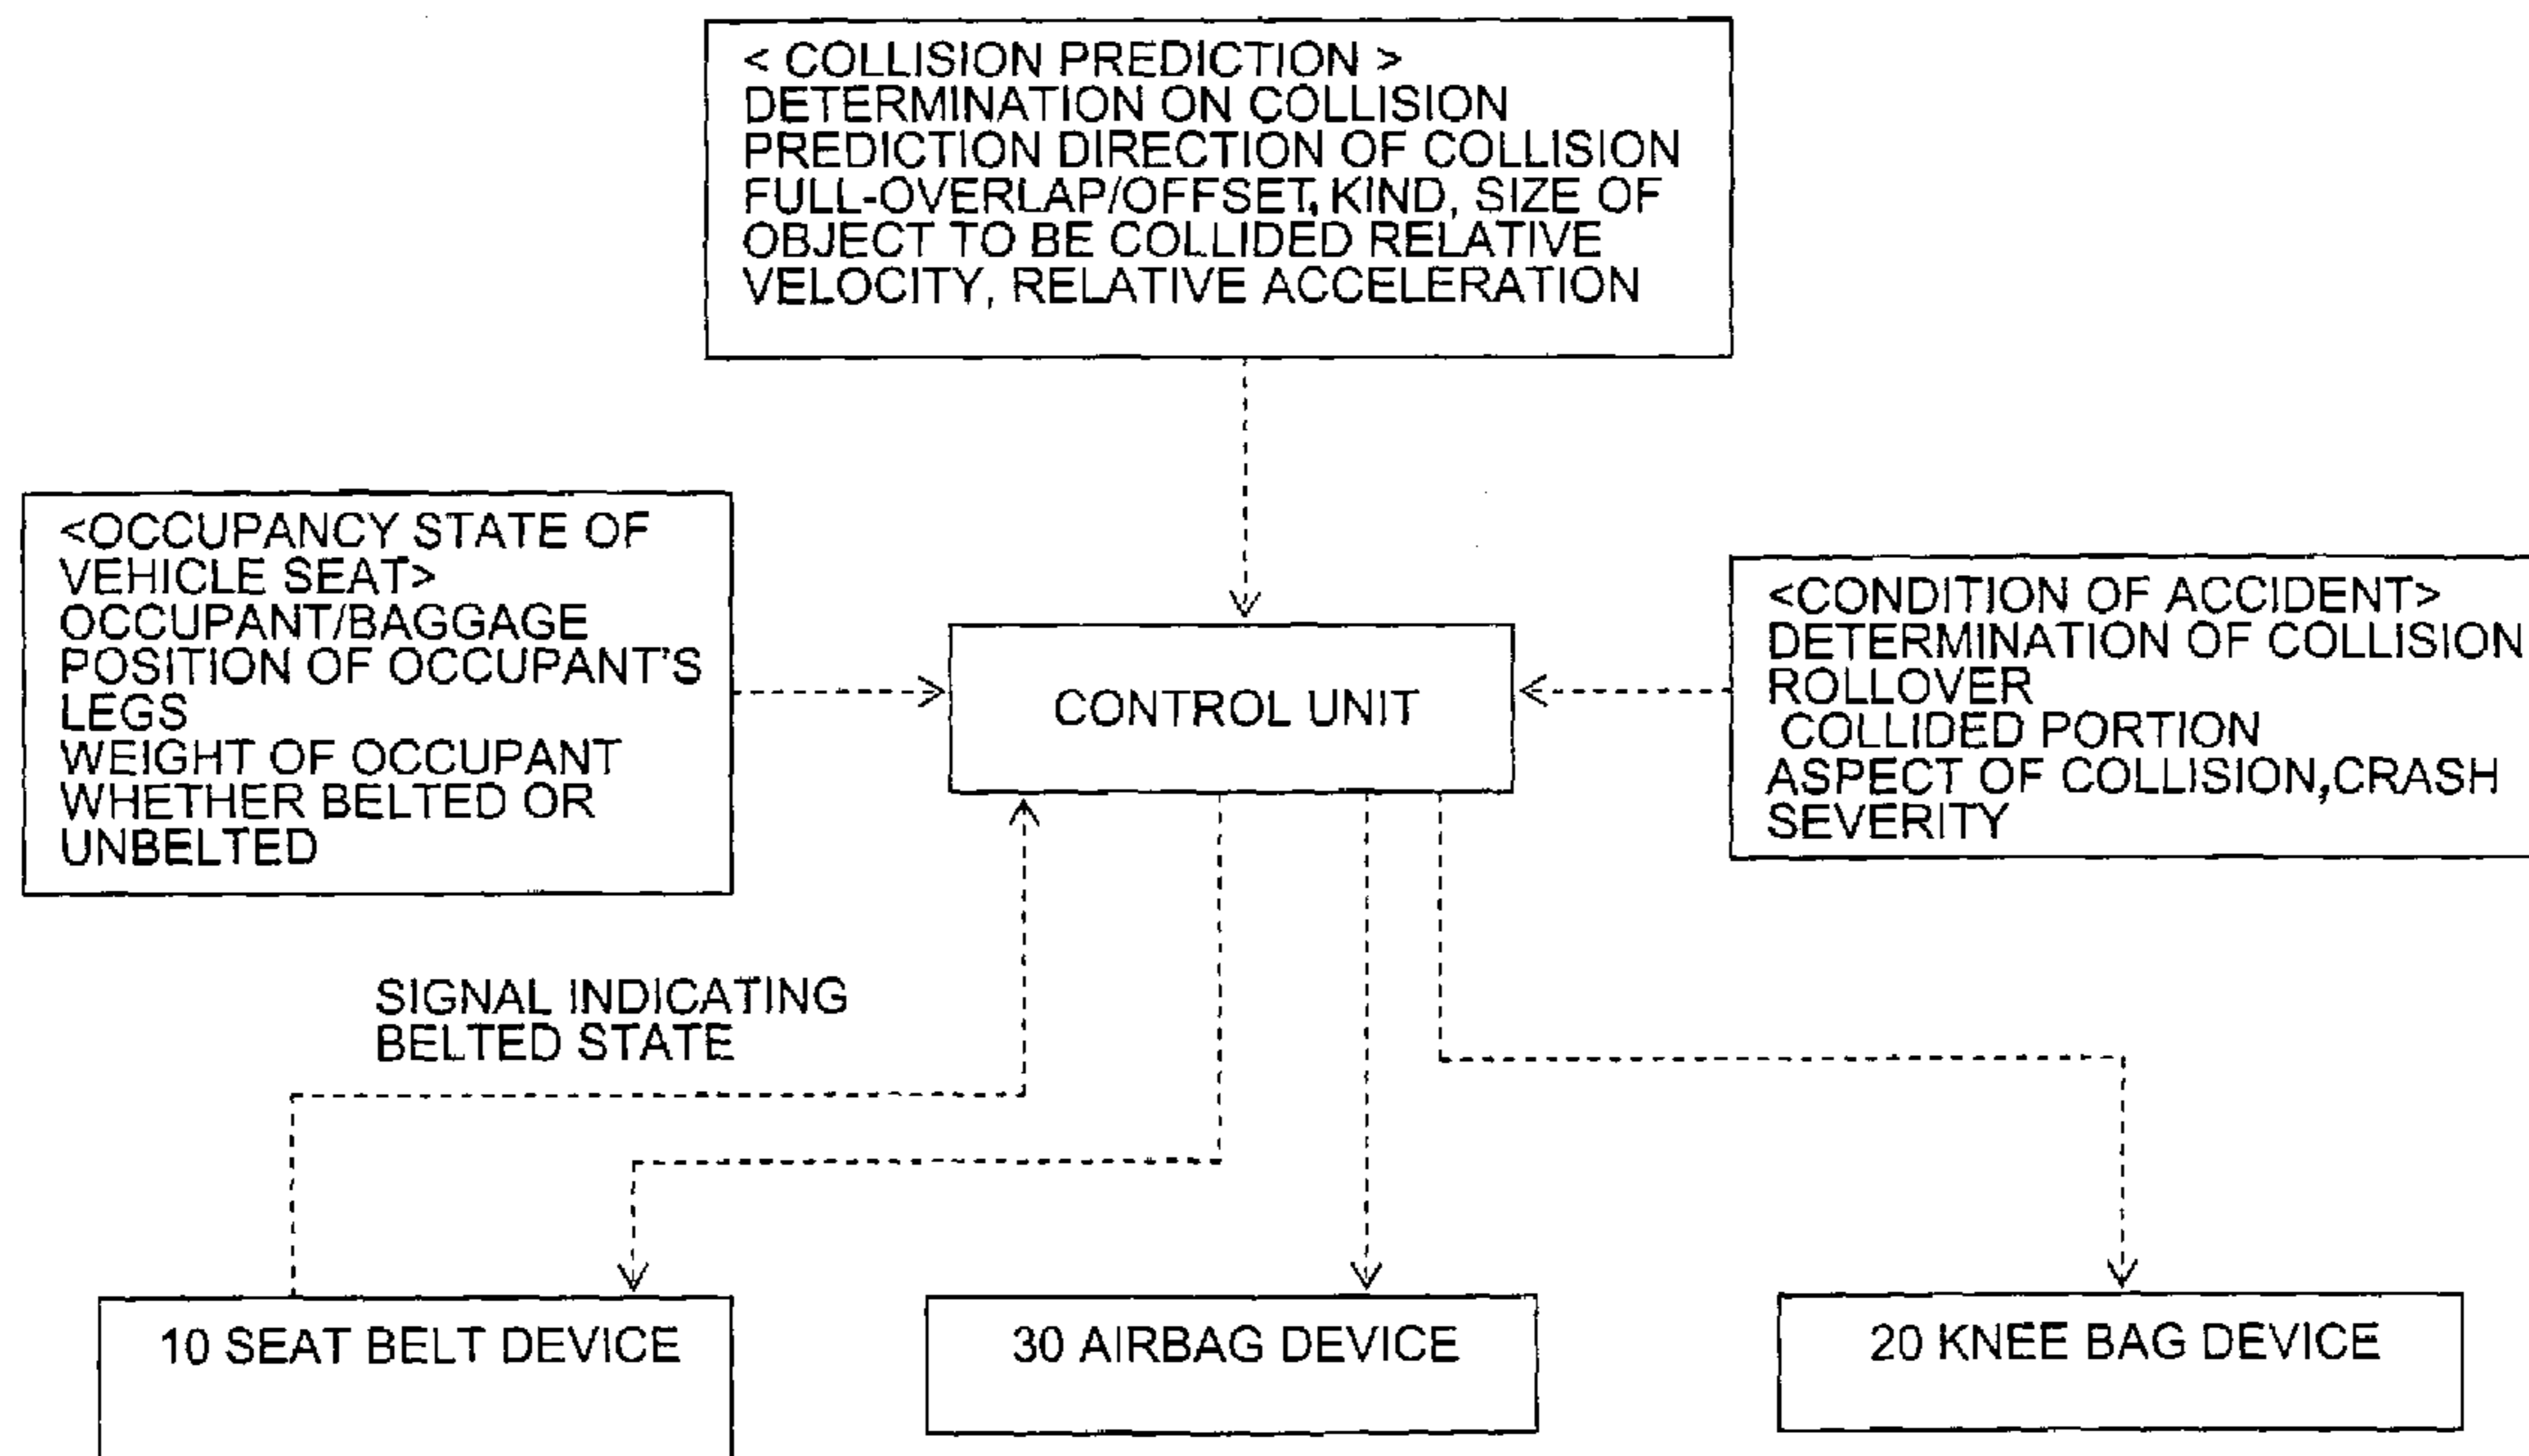 < COLLISION PREDICTION >
DETERMINATION ON COLLISION
PREDICTION DIRECTION OF COLLISION
FULL-OVERLAP/OFFSET, KIND, SIZE OF
OBJECT TO BE COLLIDED RELATIVE
VELOCITY, RELATIVE ACCELERATION
<OCCUPANCY STATE OF
VEHICLE SEAT>
OCCUPANT/BAGGAGE
POSITION OF OCCUPANT'S
LEGS
WEIGHT OF OCCUPANT
WHETHER BELTED OR
UNBELTED
CONTROL UNIT
<CONDITION OF ACCIDENT>
DETERMINATION OF COLLISION
ROLLOVER
COLLIDED PORTION
ASPECT OF COLLISION,CRASH
SEVERITY
SIGNAL INDICATING
BELTED STATE
10 SEAT BELT DEVICE
30 AIRBAG DEVICE
20 KNEE BAG DEVICE